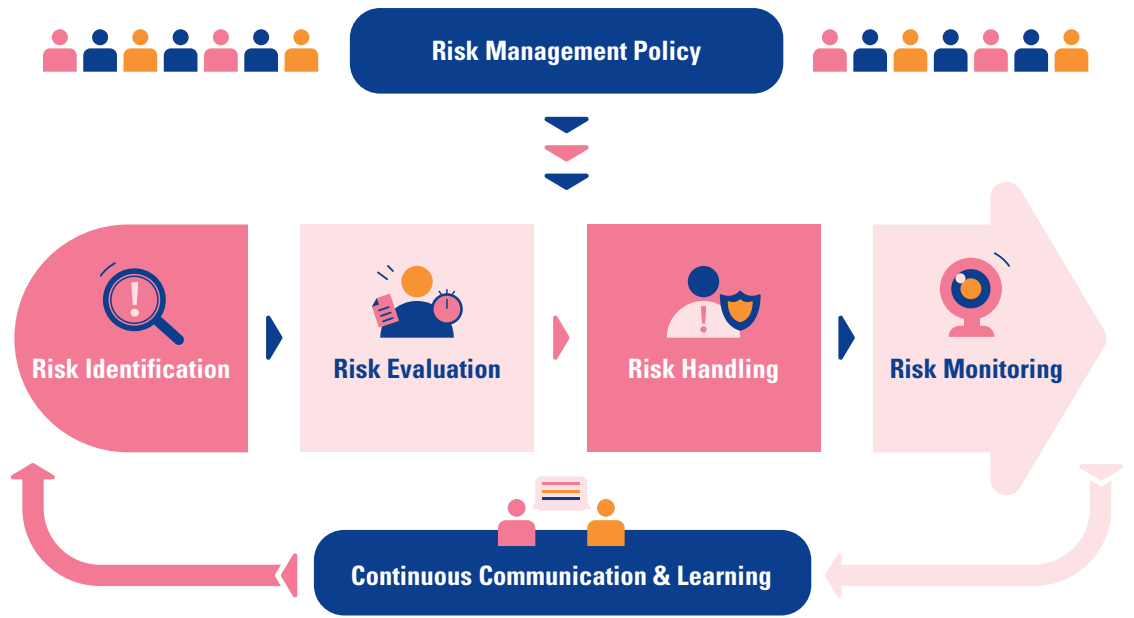 Risk Management Policy
Risk Identification
Risk Evaluation
Risk Handling
Risk Monitoring
Continuous Communication & Learning